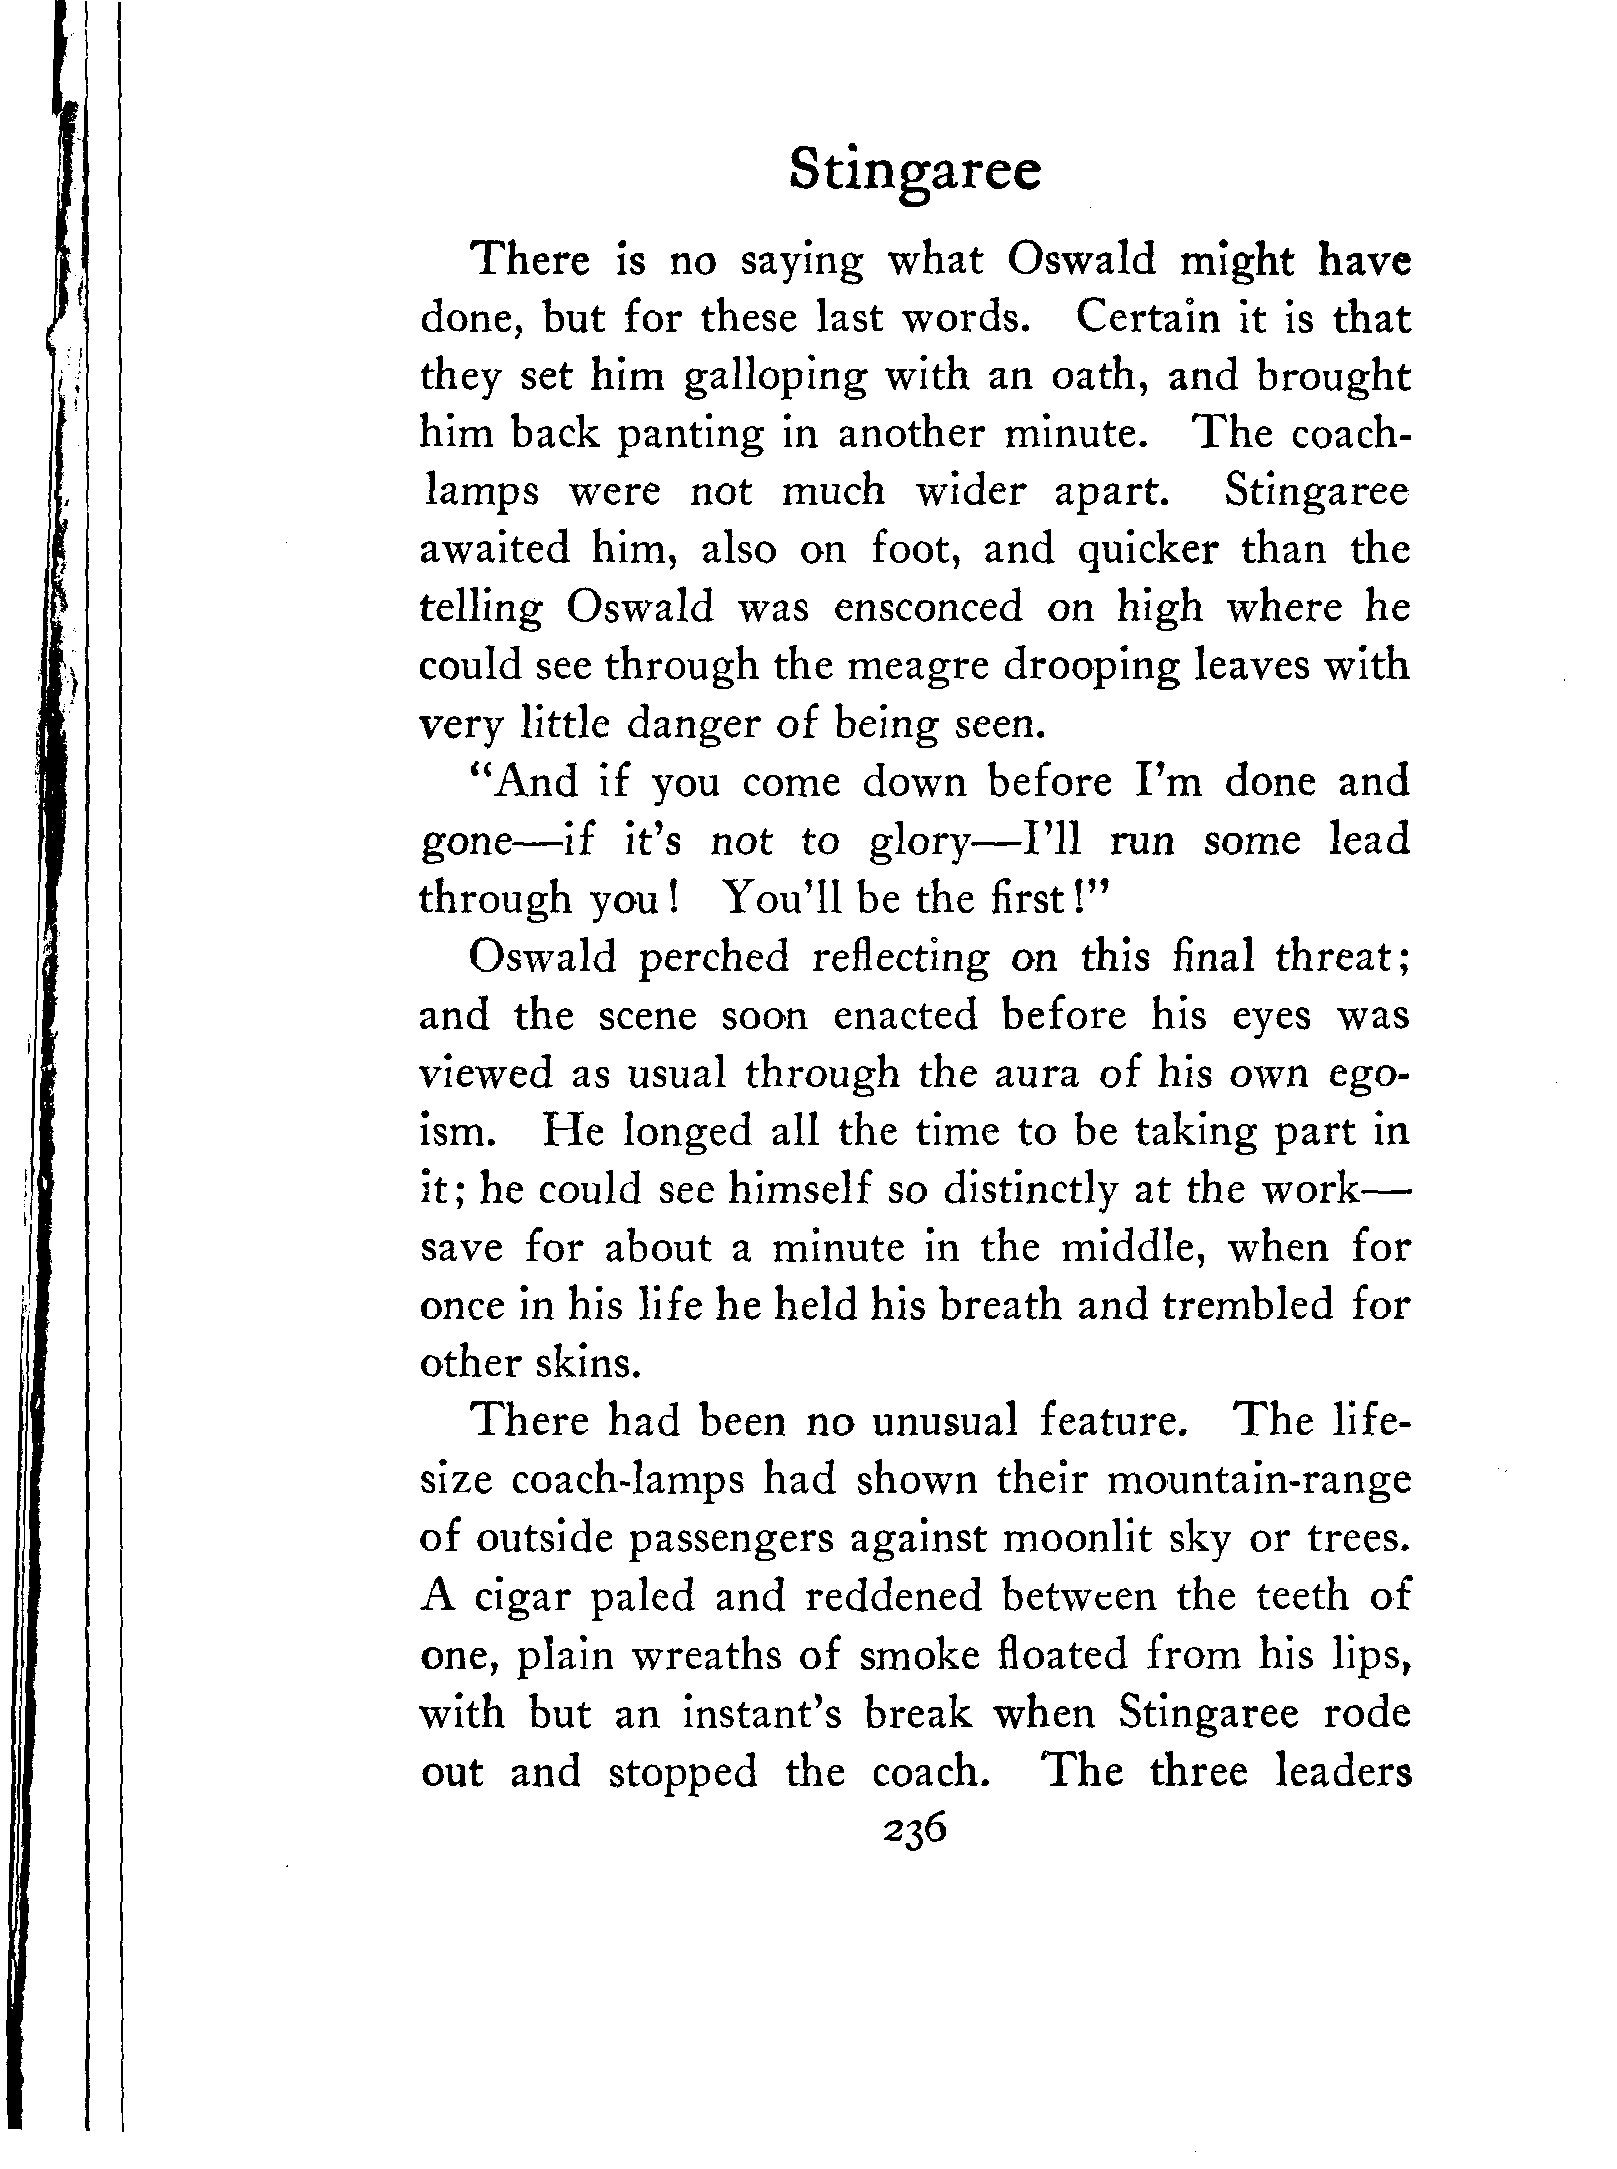 Stingaree
There is no saying what Oswald might have
done, but for these last words. Certain it is that
they set him galloping with an oath, and brought
him back panting in another minute. The coach-
lamps were not much wider apart. Stingaree
awaited him, also on foot, and quicker than the
telling Oswald was ensconced on high where he
could see through the meagre drooping leaves with
very little danger of being seen.
"And if you come down before I'm done and
gone—if it's not to glory—I'll run some lead
through you! You'll be the first!"
Oswald perched reflecting on this final threat;
and the scene soon enacted before his eyes was
viewed as usual through the aura of his own ego-
ism. He longed all the time to be taking part in
it; he could see himself so distinctly at the work—
save for about a minute in the middle, when for
once in his life he held his breath and trembled for
other skins.
There had been no unusual feature. The life-
size coach-lamps had shown their mountain-range
of outside passengers against moonlit sky or trees.
A cigar paled and reddened between the teeth of
one, plain wreaths of smoke floated from his lips,
with but an instant's break when Stingaree rode
out and stopped the coach. The three leaders
236